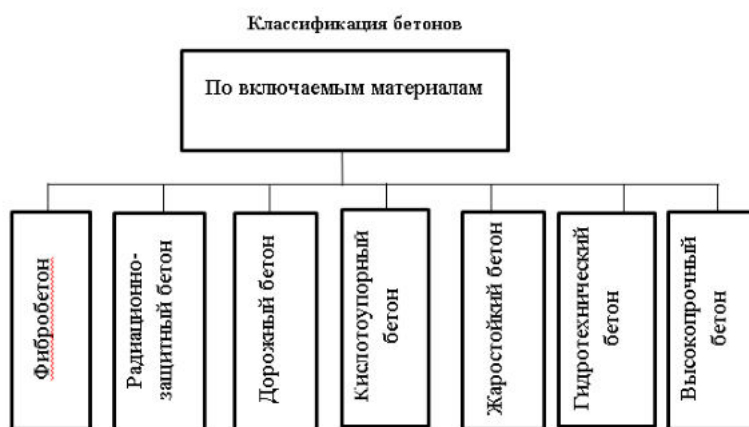 Классификация бетонов
По включаемым материалам
Фибробетон
Радиационно-
защитный бетон
Дорожный бетон
Кислотоупорный
бетон
Жаростойкий бетон
Гидротехнический
бетон
Высокопрочный
бетон